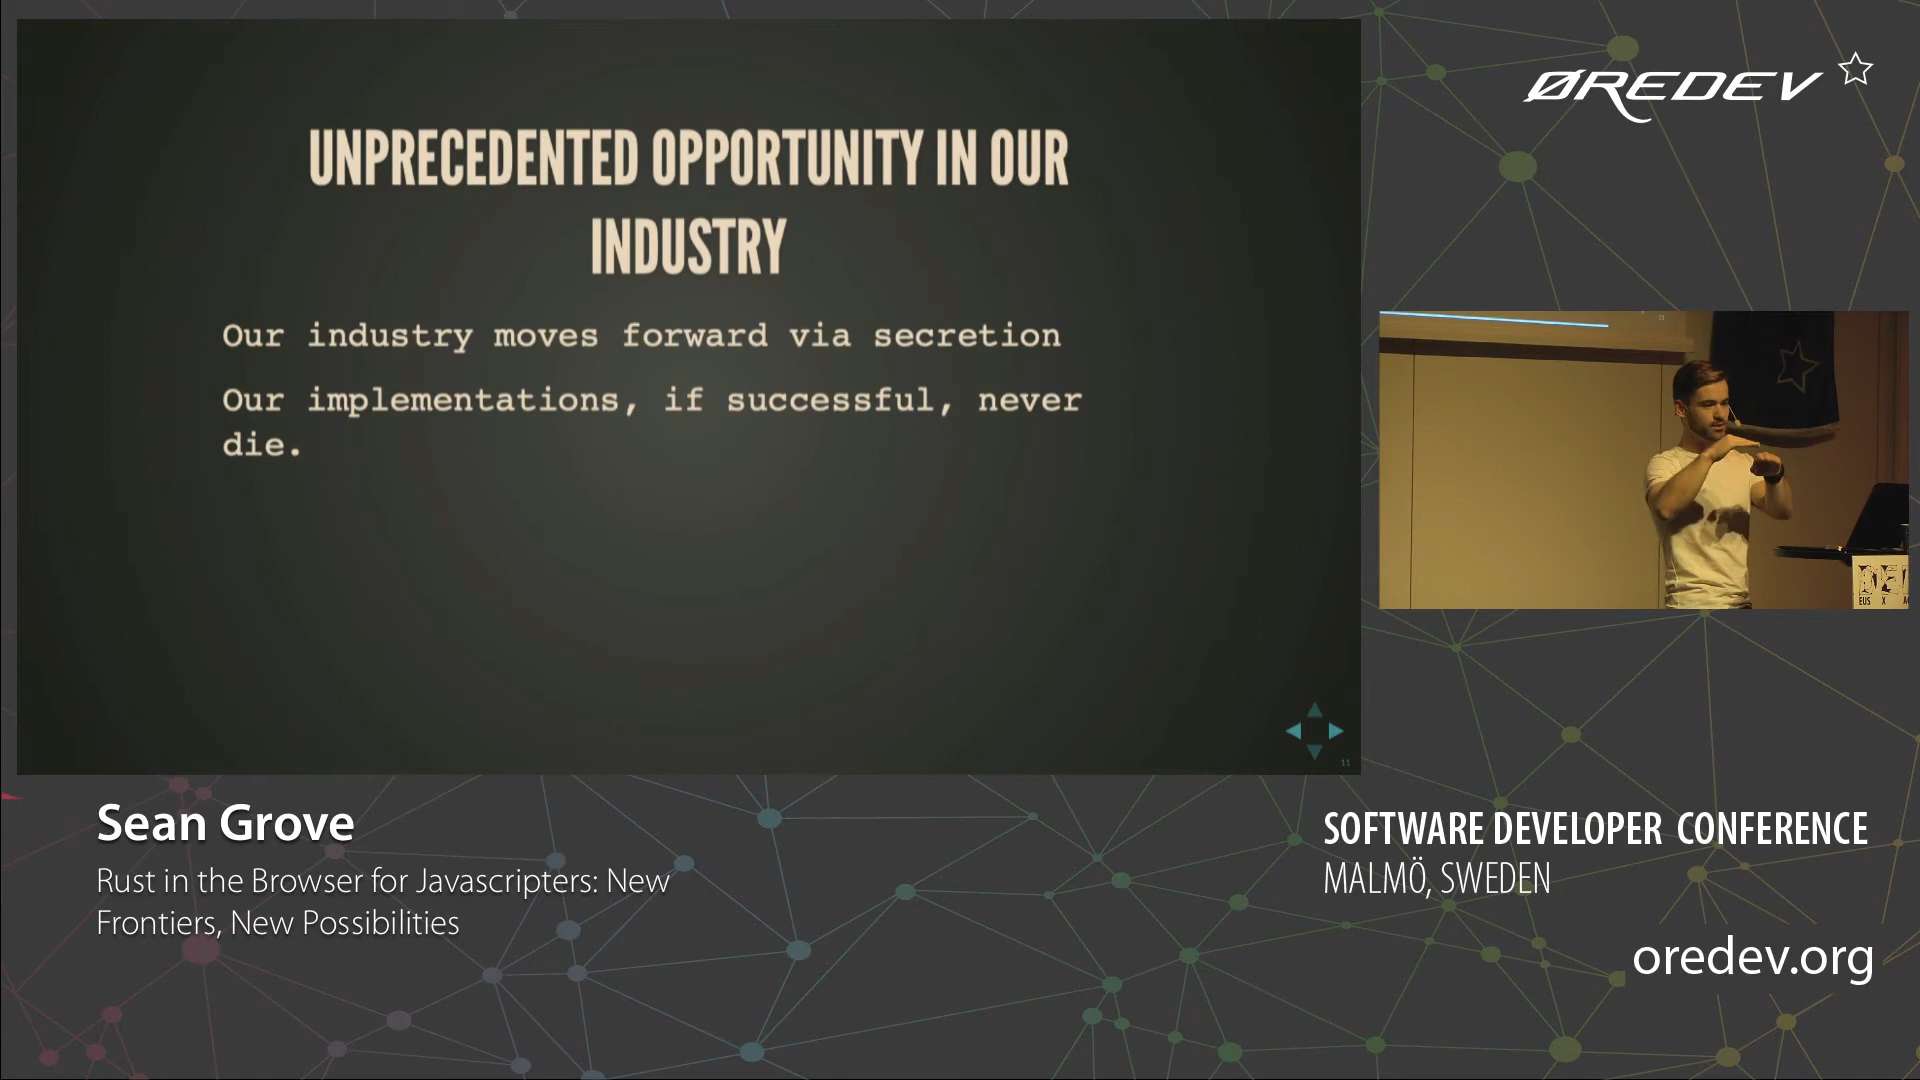 UNPRECEDENTED OPPORTUNITY IN OUR
INDUSTRY
Our industry moves forward via secretion
Our implementations, if successful, never
die.
11
ØREDEV
Sean Grove
Rust in the Browser for Javascripters: New
Frontiers, New Possibilities
SOFTWARE DEVELOPER CONFERENCE
MALMÖ, SWEDEN
oredev.org